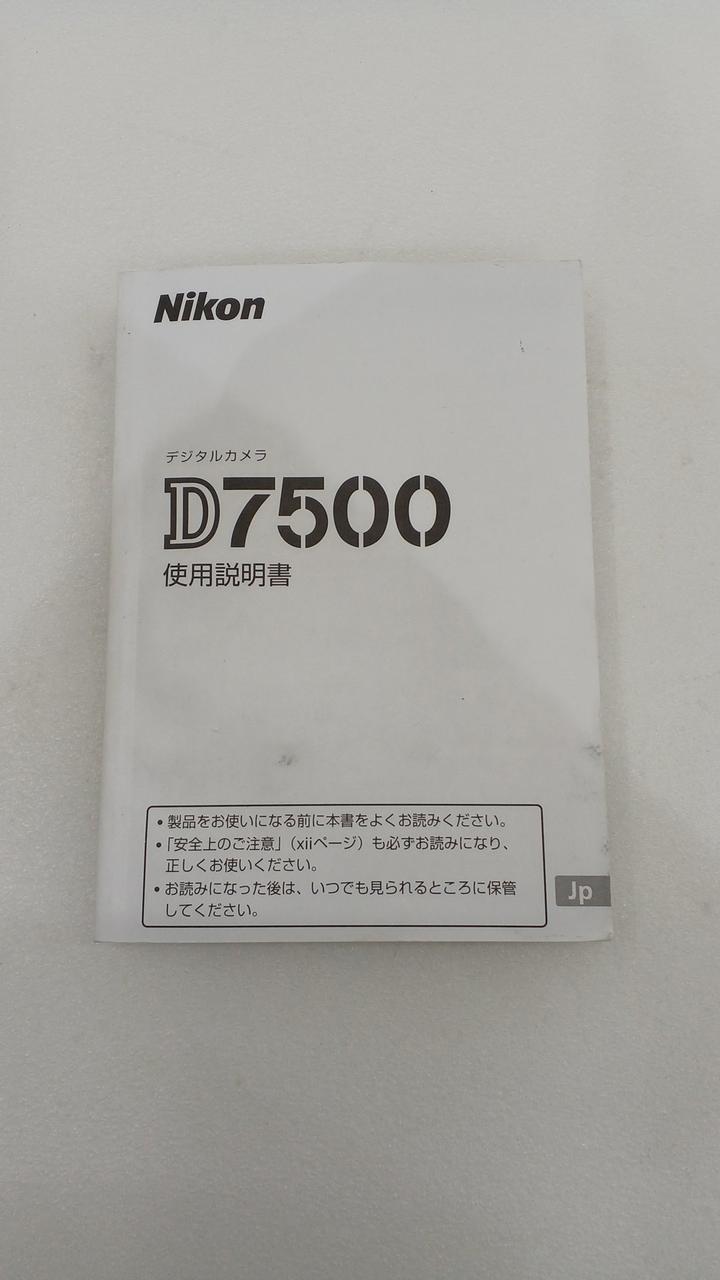 Nikon
デジタルカメラ
D7500
使用説明書
• 製品をお使いになる前に本書をよくお読みください。
• 「安全上のご注意」（xiiページ）も必ずお読みになり、
正しくお使いください。
• お読みになった後は、いつでも見られるところに保管
してください。
Jp